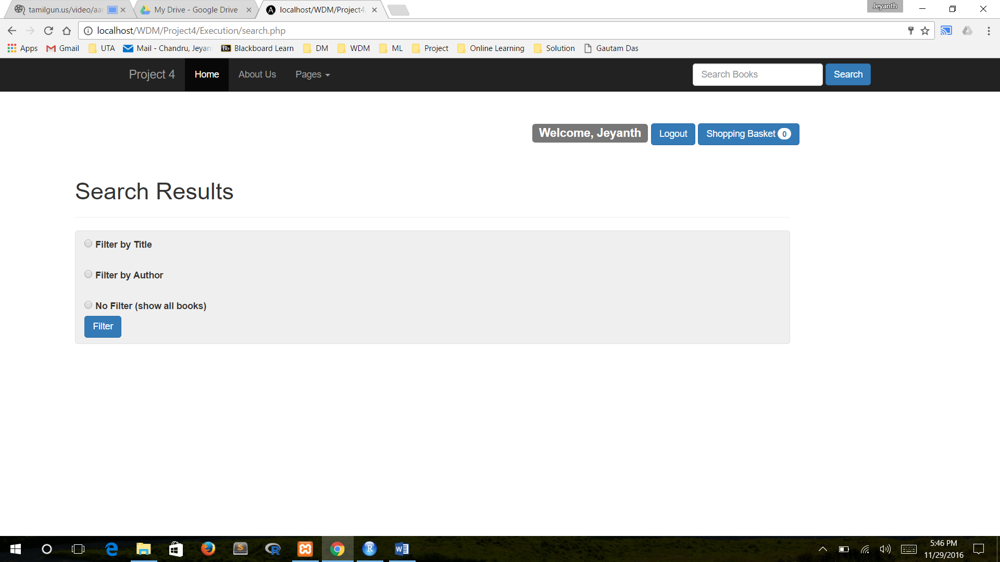 tamilgun.us/video/aar
My Drive - Google Drive
localhost/WDM/Project4
Jeyanth
localhost/WDM/Project4/Execution/search.php
Apps
Gmail
UTA
Mail - Chandru, Jeyan
Bb Blackboard Learn
DM
WDM
ML
Project
Online Learning
Solution
Gautam Das
Project 4
Home
About Us
Pages
Search Books
Search
Welcome, Jeyanth
Logout
Shopping Basket 0
Search Results
Filter by Title
Filter by Author
No Filter (show all books)
Filter
5:46 PM
11/29/2016